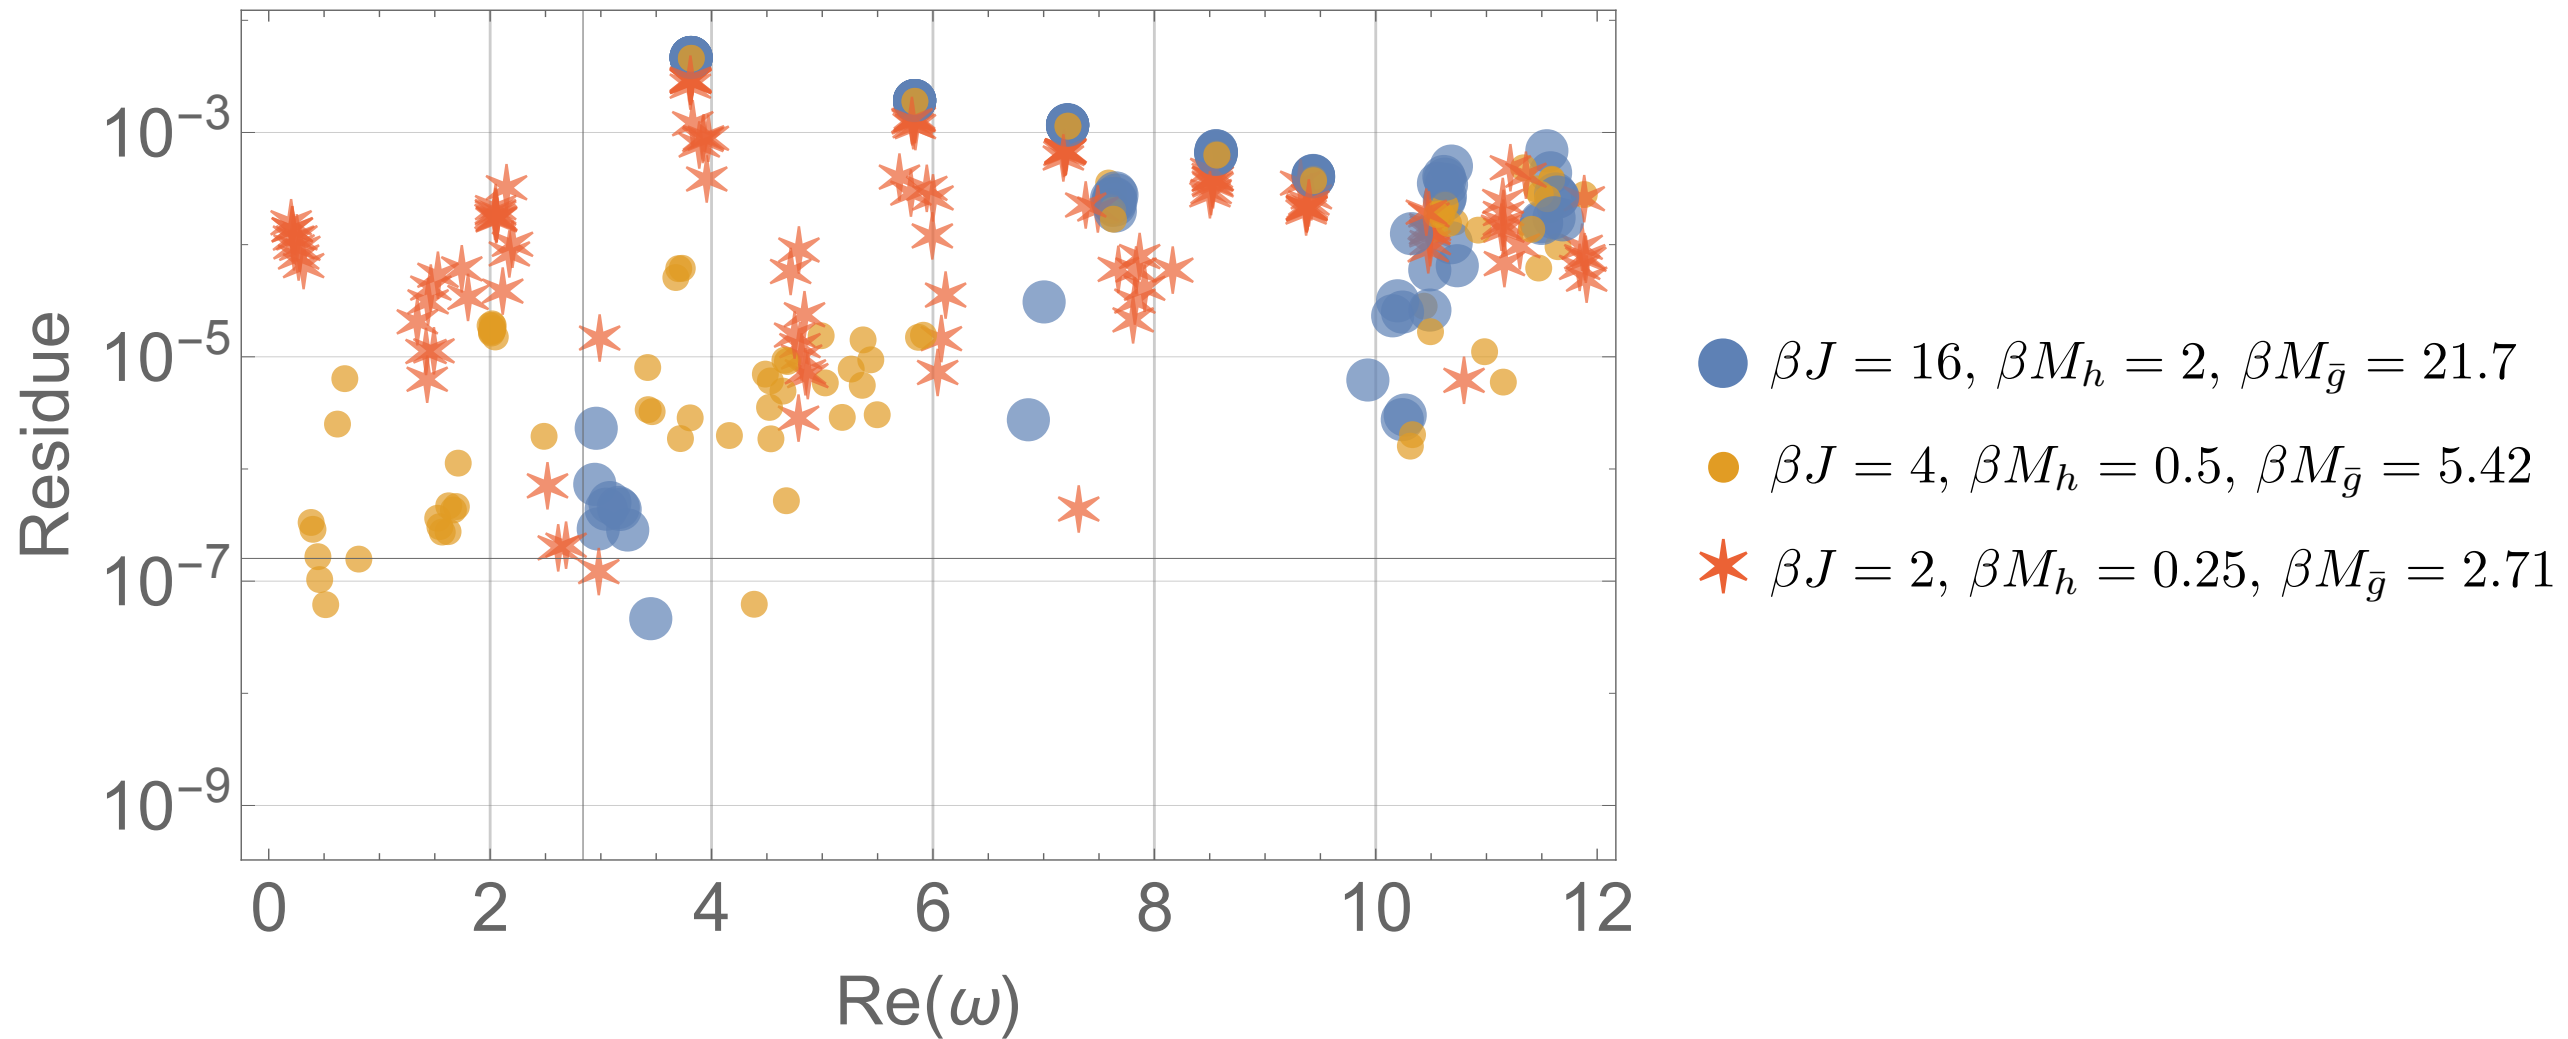 Residue
10⁻³
10⁻⁵
10⁻⁷
10⁻⁹
0 2 4 6 8 10 12
Re(ω)
βJ = 16, βM_h = 2, βM_ḡ = 21.7
βJ = 4, βM_h = 0.5, βM_ḡ = 5.42
βJ = 2, βM_h = 0.25, βM_ḡ = 2.71